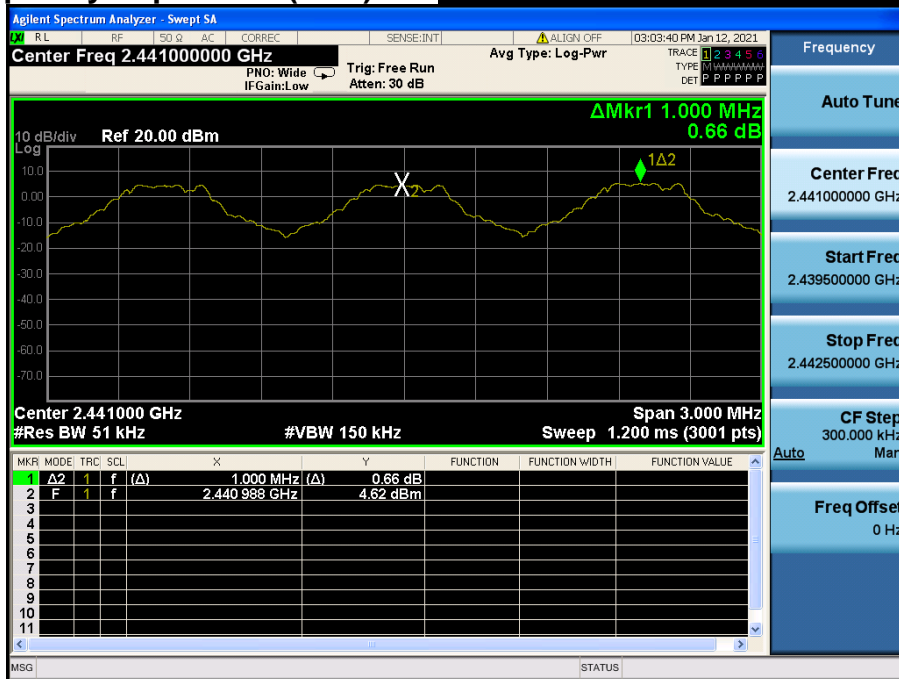 Agilent Spectrum Analyzer - Swept SA
LXI RL RF 50 Ω AC CORREC SENSE:INT ALIGN OFF 03:03:40 PM Jan 12, 2021
Center Freq 2.441000000 GHz
PNO: Wide
IFGain:Low
Trig: Free Run
Atten: 30 dB
Avg Type: Log-Pwr
TRACE 1 2 3 4 5 6
TYPE M WWWWW
DET P P P P P P
ΔMkr1 1.000 MHz
0.66 dB
10 dB/div Ref 20.00 dBm
Log
1Δ2
10.0
0.00
2
-10.0
-20.0
-30.0
-40.0
-50.0
-60.0
-70.0
Center 2.441000 GHz Span 3.000 MHz
#Res BW 51 kHz #VBW 150 kHz Sweep 1.200 ms (3001 pts)
MKR MODE TRC SCL X Y FUNCTION FUNCTION WIDTH FUNCTION VALUE
1 Δ2 1 f (Δ) 1.000 MHz (Δ) 0.66 dB
2 F 1 f 2.440 988 GHz 4.62 dBm
3
4
5
6
7
8
9
10
11
MSG STATUS
Frequency
Auto Tune
Center Freq
2.441000000 GHz
Start Freq
2.439500000 GHz
Stop Freq
2.442500000 GHz
CF Step
300.000 kHz
Auto Man
Freq Offset
0 Hz